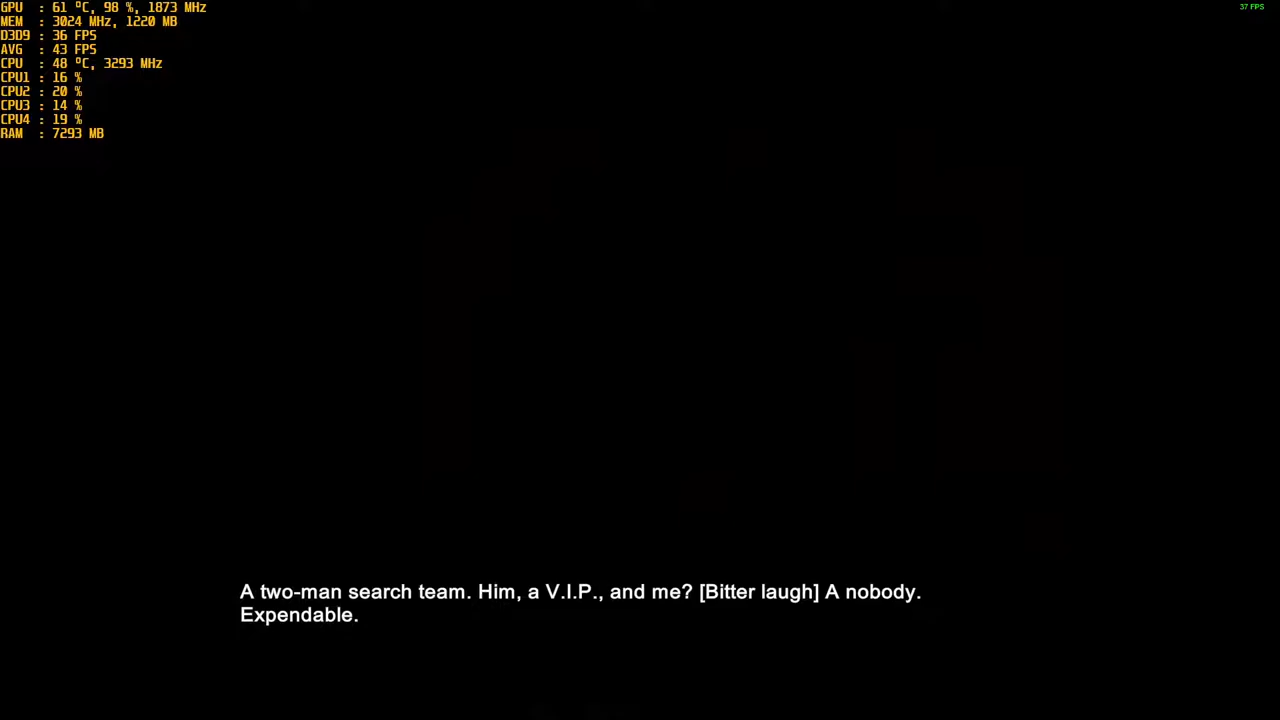 GPU : 61 ºC, 98 %, 1873 MHz
37 FPS
MEM : 3024 MHz, 1220 MB
D3D9 : 36 FPS
AVG : 43 FPS
CPU : 48 ºC, 3293 MHz
CPU1 : 16 %
CPU2 : 20 %
CPU3 : 14 %
CPU4 : 19 %
RAM : 7293 MB
A two-man search team. Him, a V.I.P., and me? [Bitter laugh] A nobody.
Expendable.